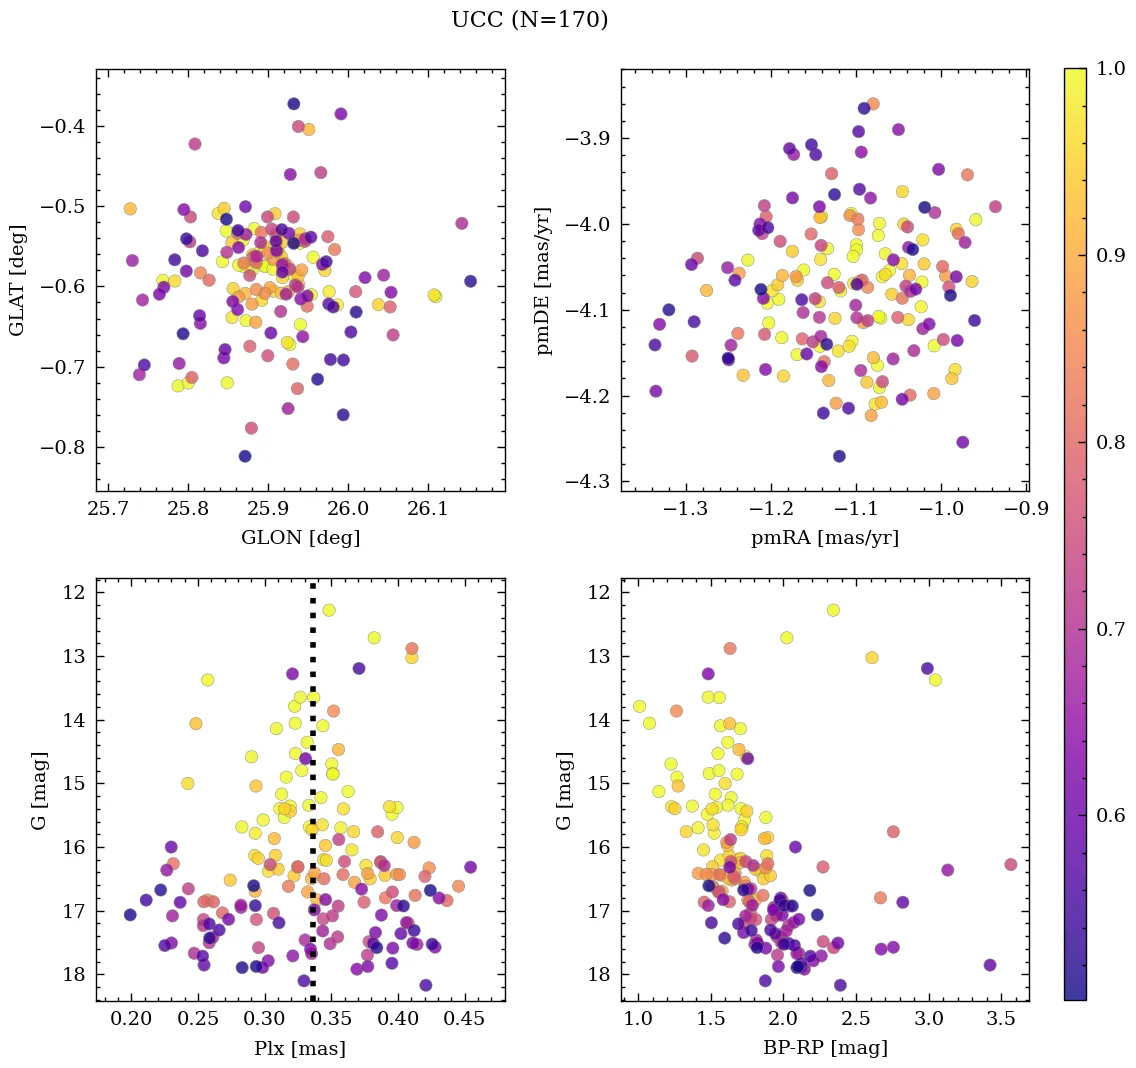 UCC (N=170)
−0.4
−0.5
−0.6
−0.7
−0.8
GLAT [deg]
25.7 25.8 25.9 26.0 26.1
GLON [deg]
−3.9
−4.0
−4.1
−4.2
−4.3
pmDE [mas/yr]
−1.3 −1.2 −1.1 −1.0 −0.9
pmRA [mas/yr]
12
13
14
15
16
17
18
G [mag]
0.20 0.25 0.30 0.35 0.40 0.45
Plx [mas]
12
13
14
15
16
17
18
G [mag]
1.0 1.5 2.0 2.5 3.0 3.5
BP-RP [mag]
1.0
0.9
0.8
0.7
0.6